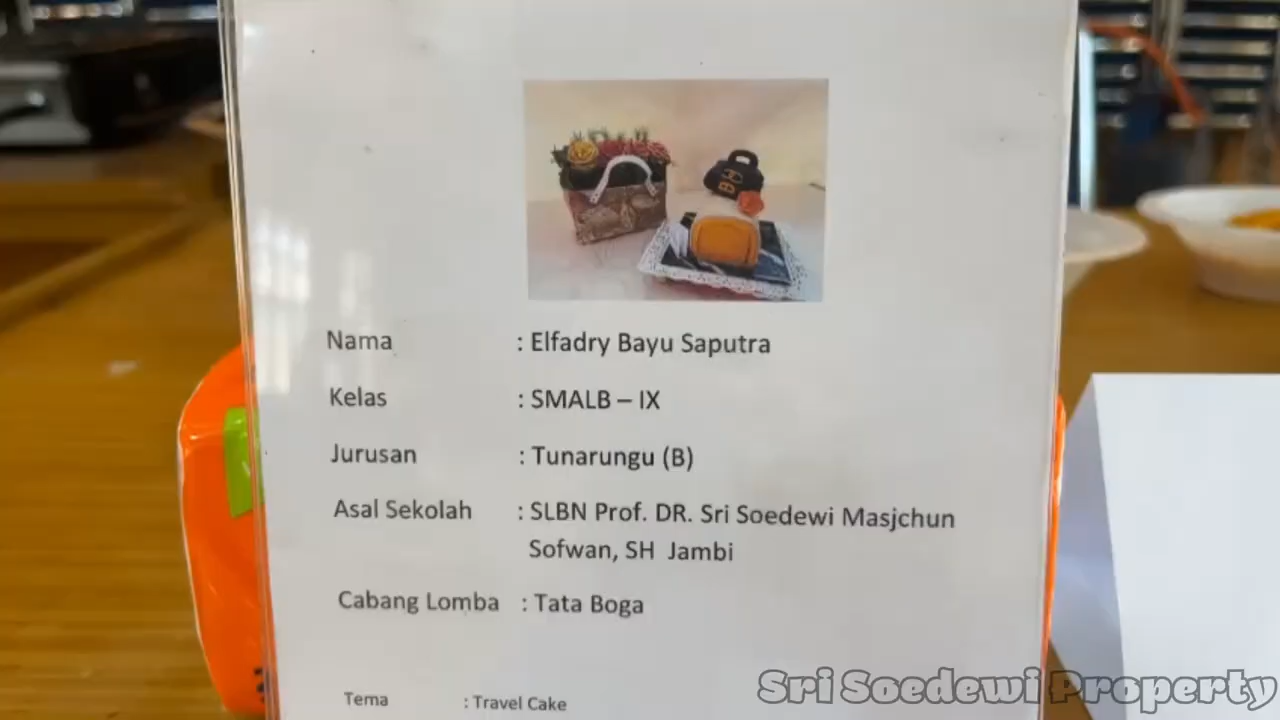 Nama : Elfadry Bayu Saputra
Kelas : SMALB – IX
Jurusan : Tunarungu (B)
Asal Sekolah : SLBN Prof. DR. Sri Soedewi Masjchun
Sofwan, SH Jambi
Cabang Lomba : Tata Boga
Tema : Travel Cake
Sri Soedewi Property